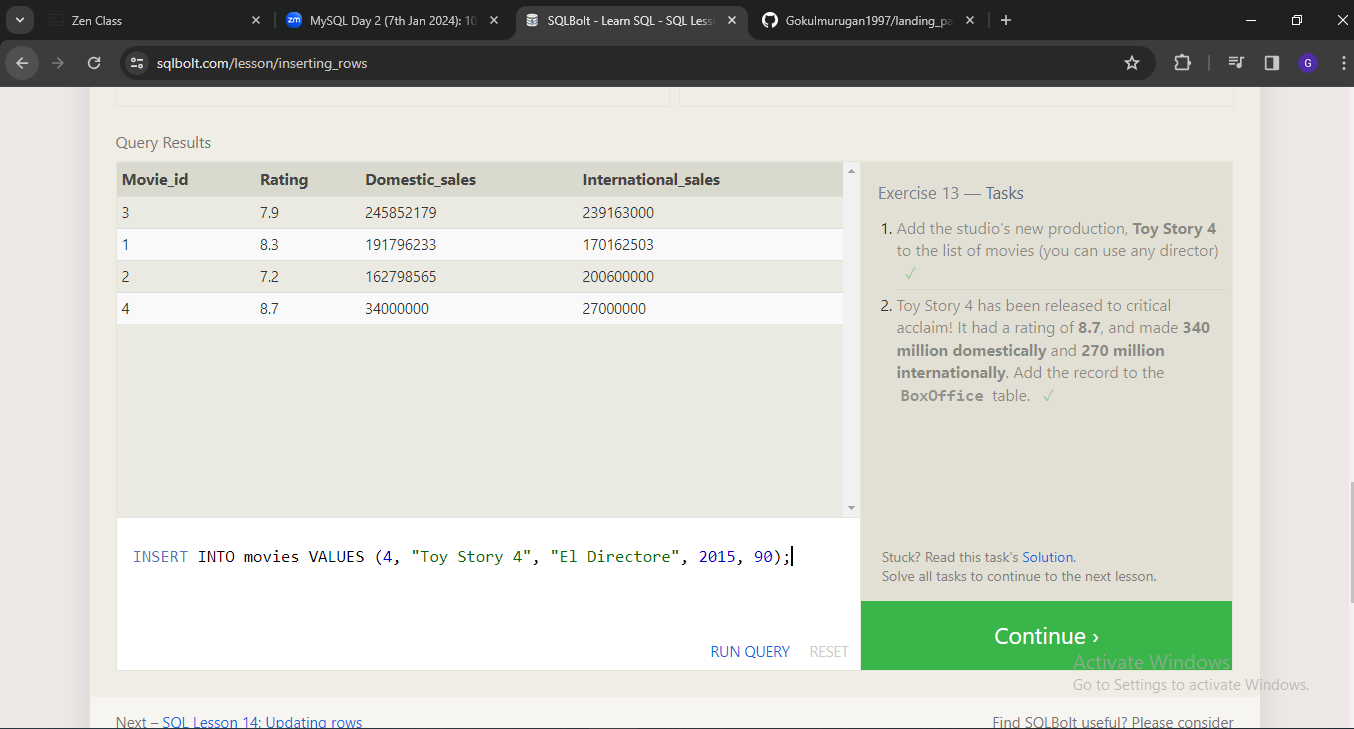 Zen Class
MySQL Day 2 (7th Jan 2024): 10
SQLBolt - Learn SQL - SQL Less
Gokulmurugan1997/landing_pa
sqlbolt.com/lesson/inserting_rows
G
Query Results
Movie_id Rating Domestic_sales International_sales
3 7.9 245852179 239163000
1 8.3 191796233 170162503
2 7.2 162798565 200600000
4 8.7 34000000 27000000
Exercise 13 — Tasks
1. Add the studio's new production, Toy Story 4
to the list of movies (you can use any director)
✓
2. Toy Story 4 has been released to critical
acclaim! It had a rating of 8.7, and made 340
million domestically and 270 million
internationally. Add the record to the
BoxOffice table. ✓
INSERT INTO movies VALUES (4, "Toy Story 4", "El Directore", 2015, 90);
RUN QUERY RESET
Stuck? Read this task's Solution.
Solve all tasks to continue to the next lesson.
Continue ›
Activate Windows
Go to Settings to activate Windows.
Next – SQL Lesson 14: Updating rows
Find SQLBolt useful? Please consider